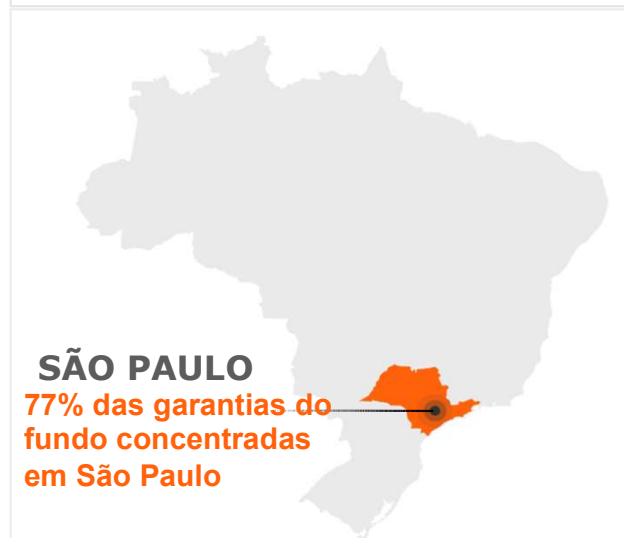 SÃO PAULO
77% das garantias do
fundo concentradas
em São Paulo